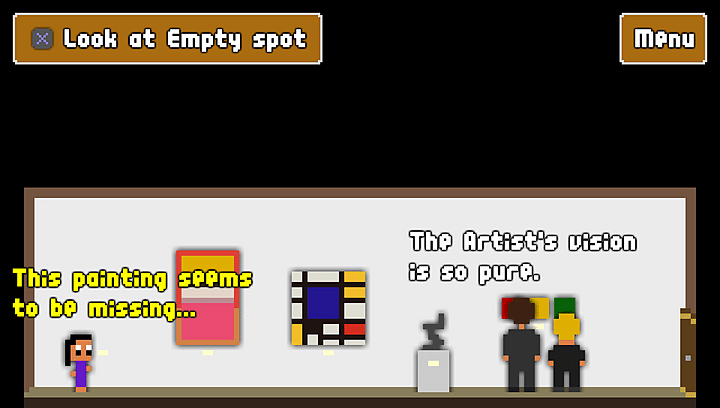 Look at Empty spot
Menu
The Artist's vision
is so pure.
This painting seems
to be missing...